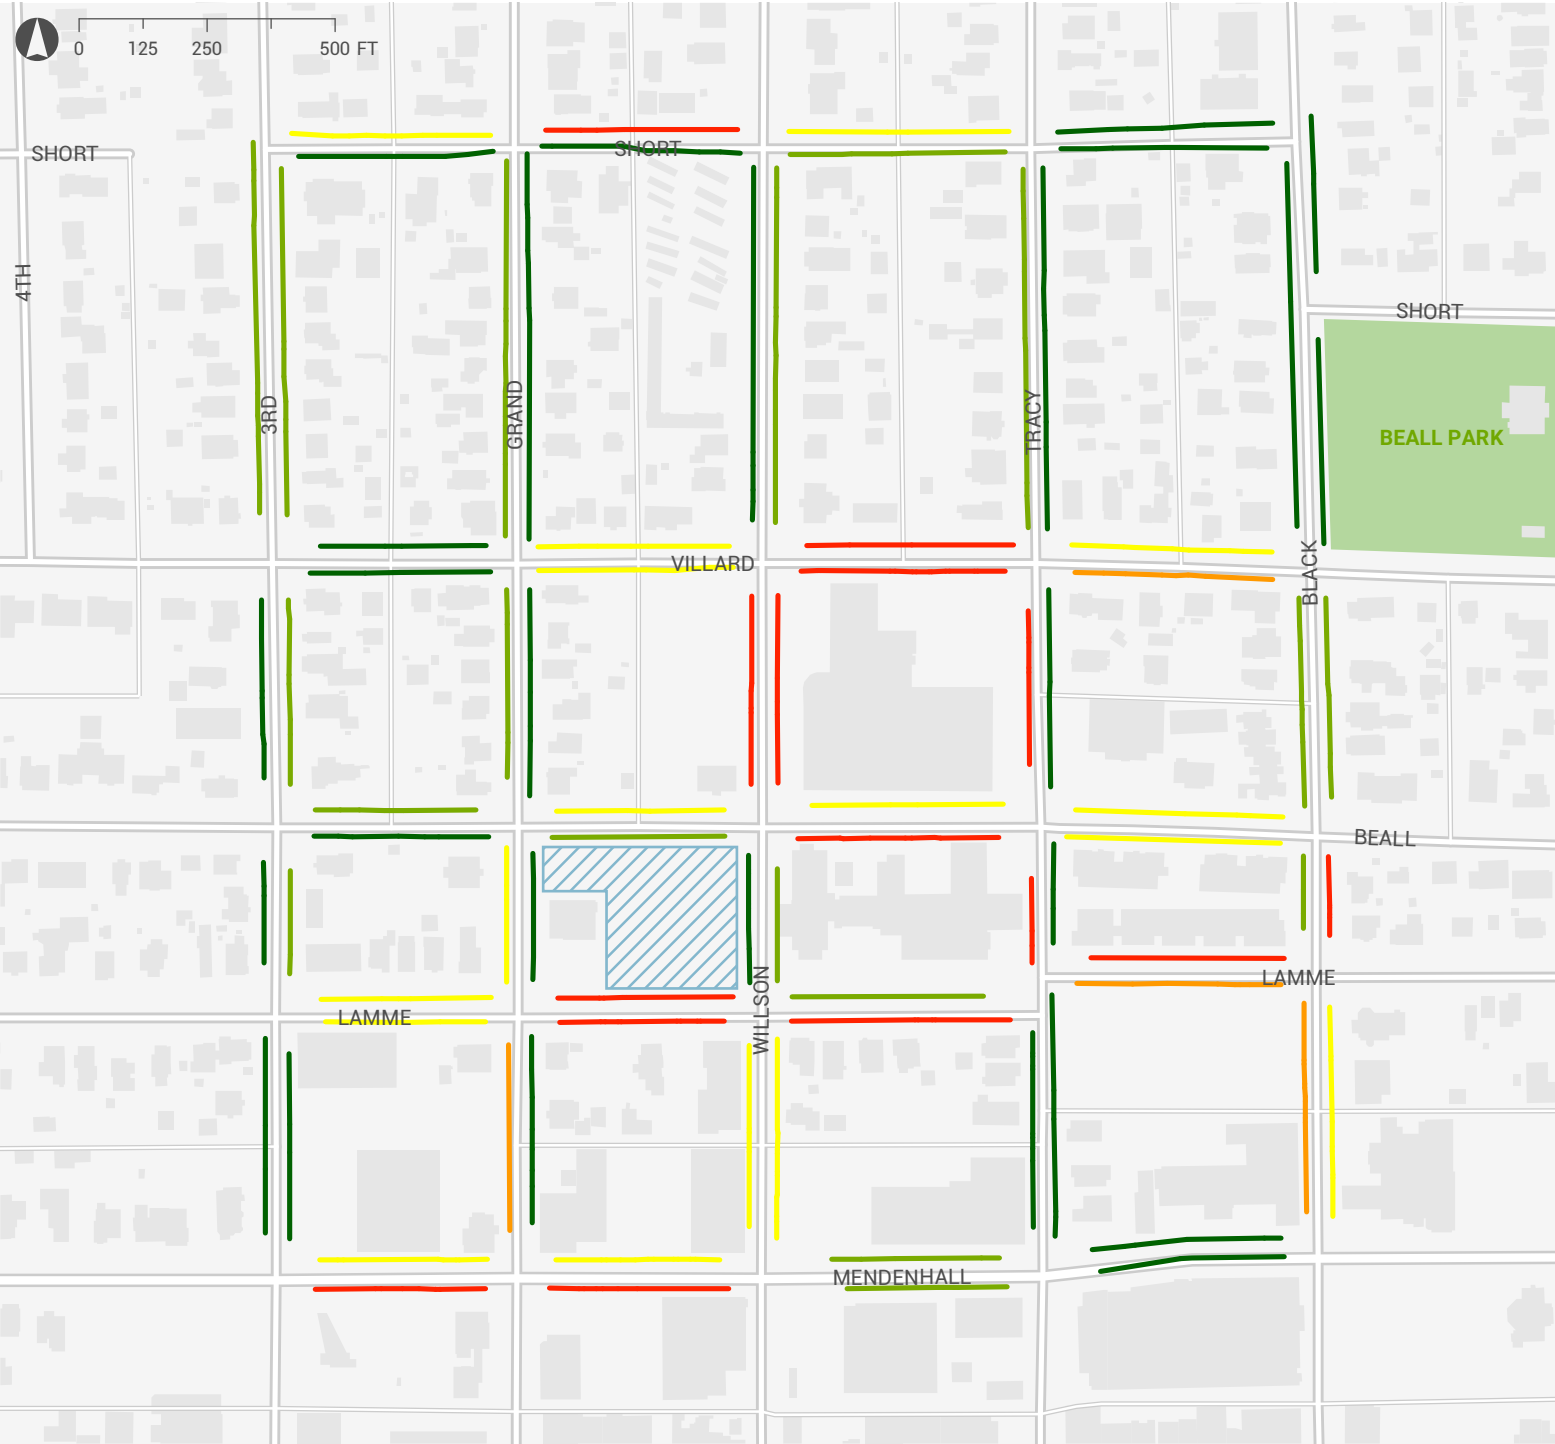 0 125 250 500 FT
SHORT
SHORT
4TH
SHORT
3RD
GRAND
TRACY
BEALL PARK
VILLARD
BLACK
BEALL
WILLSON
LAMME
LAMME
MENDENHALL